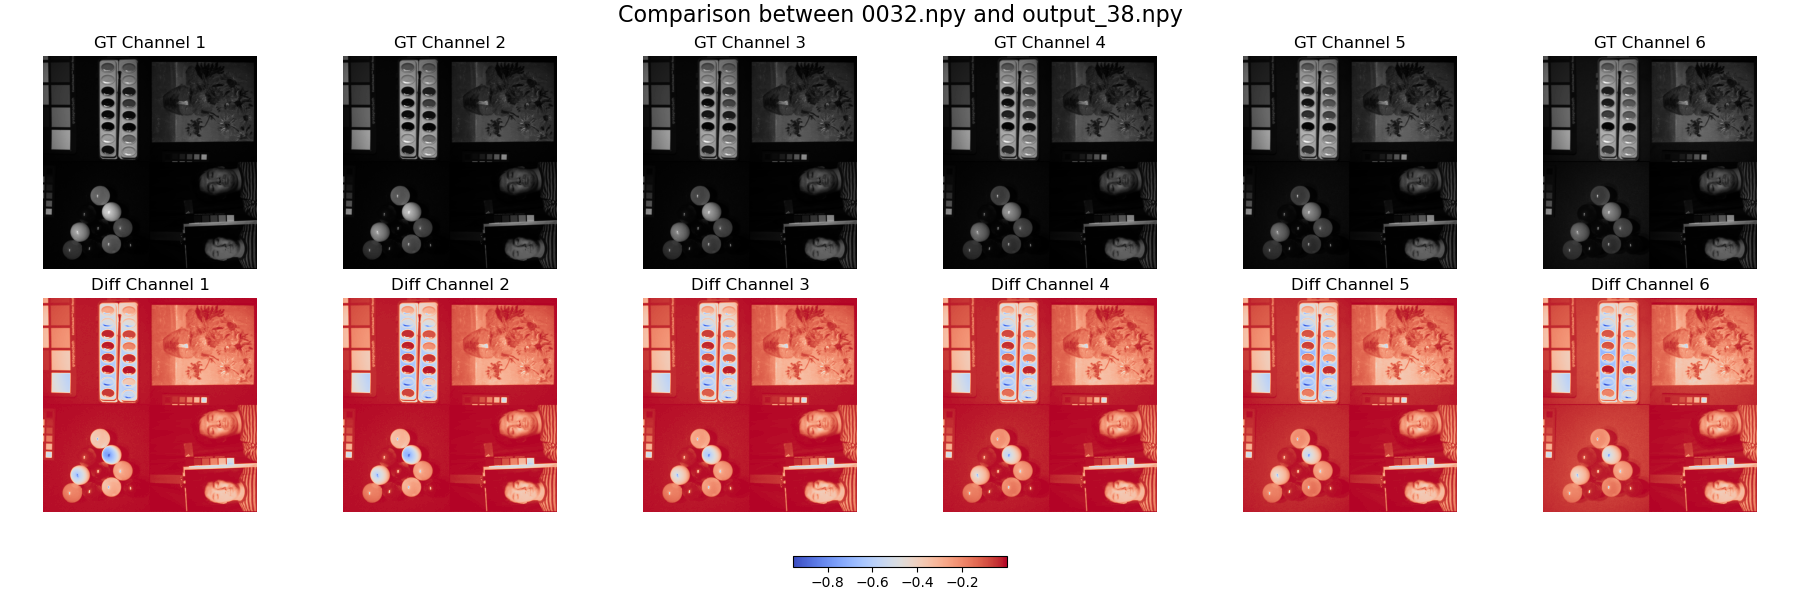 Comparison between 0032.npy and output_38.npy
GT Channel 1
GT Channel 2
GT Channel 3
GT Channel 4
GT Channel 5
GT Channel 6
Diff Channel 1
Diff Channel 2
Diff Channel 3
Diff Channel 4
Diff Channel 5
Diff Channel 6
−0.8 −0.6 −0.4 −0.2